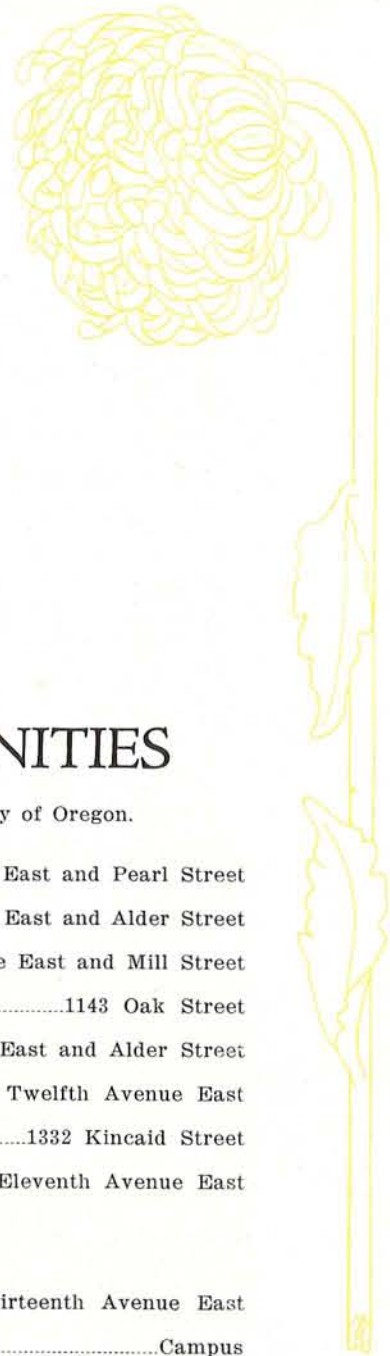 NITIES
y of Oregon.
East and Pearl Street
East and Alder Street
e East and Mill Street
............1143 Oak Street
East and Alder Street
Twelfth Avenue East
.....1332 Kincaid Street
Eleventh Avenue East
irteenth Avenue East
............................Campus